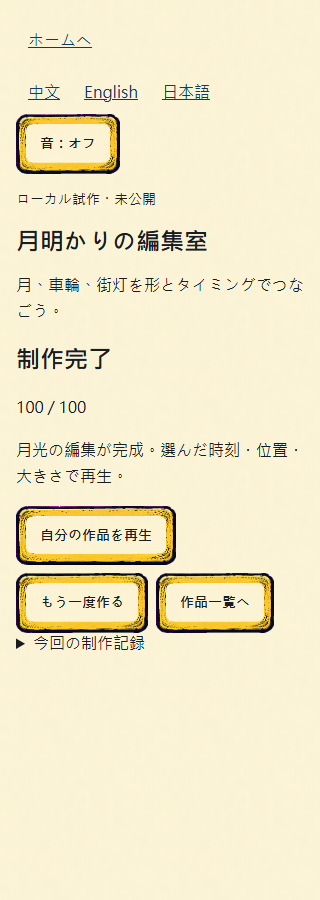 ホームへ
中文 English 日本語
音：オフ
ローカル試作・未公開
月明かりの編集室
月、車輪、街灯を形とタイミングでつな
ごう。
制作完了
100 / 100
月光の編集が完成。選んだ時刻・位置・
大きさで再生。
自分の作品を再生
もう一度作る 作品一覧へ
▶ 今回の制作記録